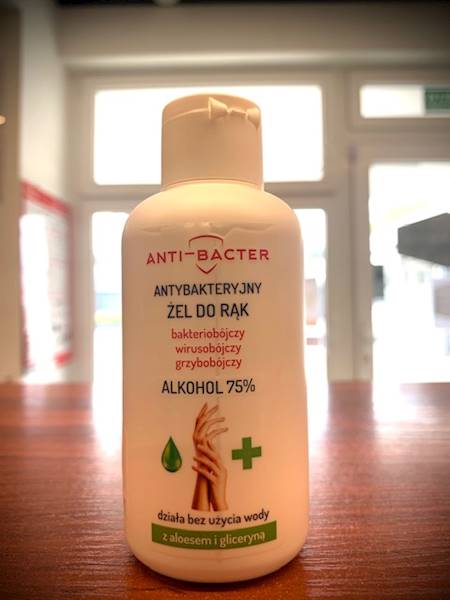 ANTI-BACTER
ANTYBAKTERYJNY
ŻEL DO RĄK
bakteriobójczy
wirusobójczy
grzybobójczy
ALKOHOL 75%
działa bez użycia wody
z aloesem i gliceryną